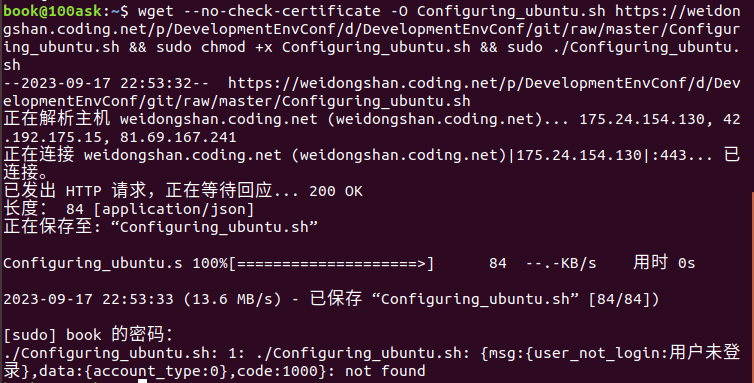 book@100ask:~$ wget --no-check-certificate -O Configuring_ubuntu.sh https://weidon
gshan.coding.net/p/DevelopmentEnvConf/d/DevelopmentEnvConf/git/raw/master/Configur
ing_ubuntu.sh && sudo chmod +x Configuring_ubuntu.sh && sudo ./Configuring_ubuntu.
sh
--2023-09-17 22:53:32--  https://weidongshan.coding.net/p/DevelopmentEnvConf/d/Dev
elopmentEnvConf/git/raw/master/Configuring_ubuntu.sh
正在解析主机 weidongshan.coding.net (weidongshan.coding.net)... 175.24.154.130, 42
.192.175.15, 81.69.167.241
正在连接 weidongshan.coding.net (weidongshan.coding.net)|175.24.154.130|:443... 已
连接。
已发出 HTTP 请求，正在等待回应... 200 OK
长度： 84 [application/json]
正在保存至: “Configuring_ubuntu.sh”
Configuring_ubuntu.s 100%[====================>]      84  --.-KB/s    用时 0s
2023-09-17 22:53:33 (13.6 MB/s) - 已保存 “Configuring_ubuntu.sh” [84/84])
[sudo] book 的密码：
./Configuring_ubuntu.sh: 1: ./Configuring_ubuntu.sh: {msg:{user_not_login:用户未登
录},data:{account_type:0},code:1000}: not found